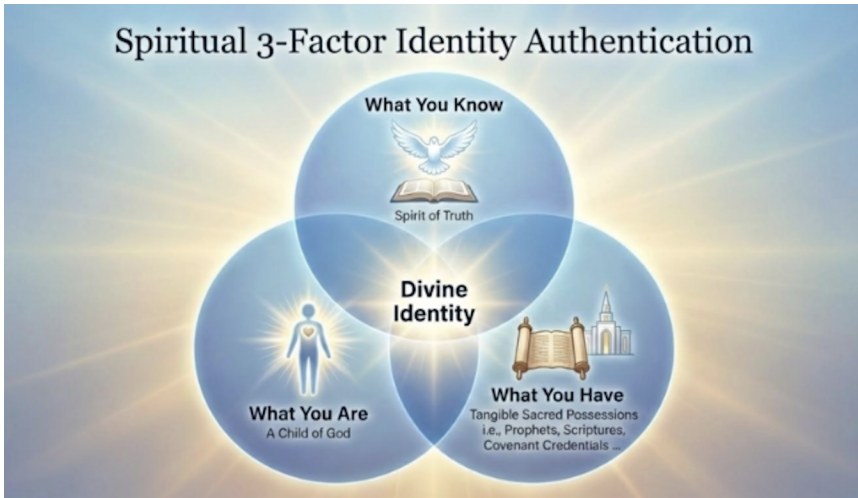 Spiritual 3-Factor Identity Authentication
What You Know
Spirit of Truth
Divine
Identity
What You Are
A Child of God
What You Have
Tangible Sacred Possessions
i.e., Prophets, Scriptures,
Covenant Credentials ...